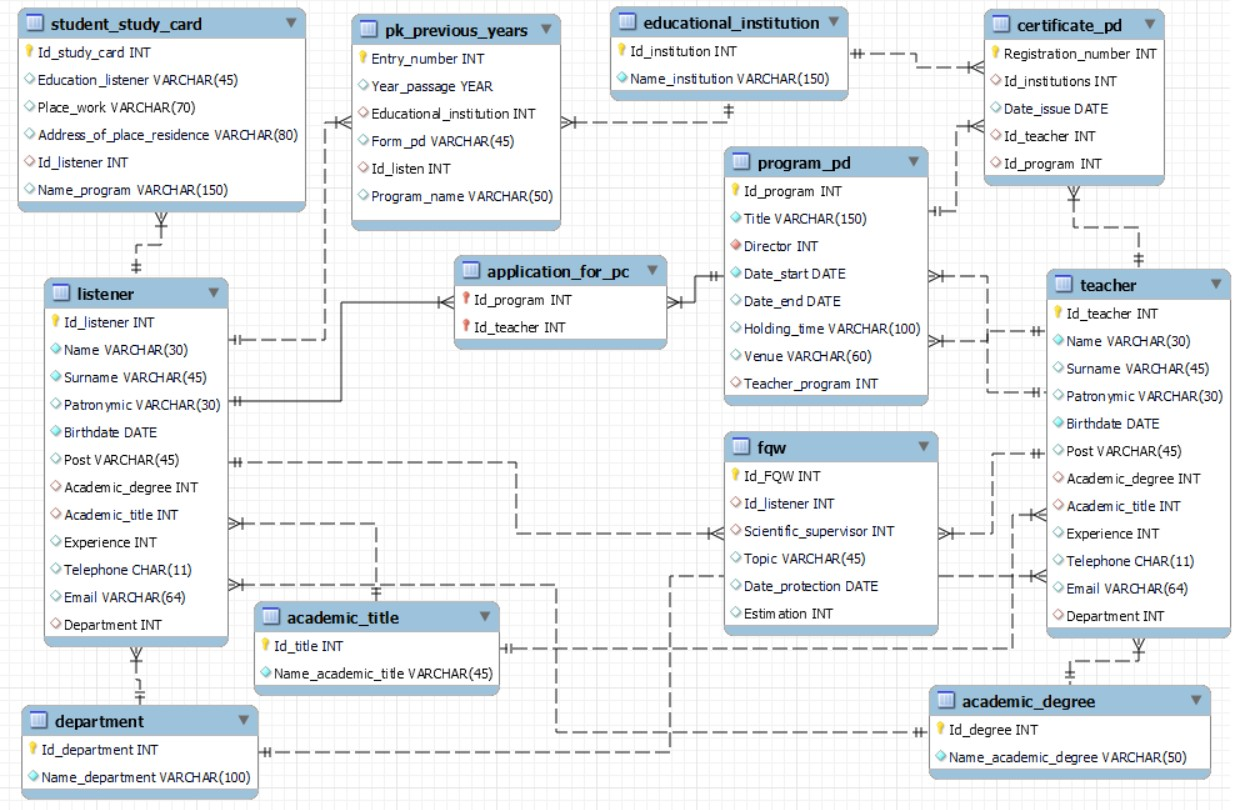 student_study_card
Id_study_card INT
Education_listener VARCHAR(45)
Place_work VARCHAR(70)
Address_of_place_residence VARCHAR(80)
Id_listener INT
Name_program VARCHAR(150)
pk_previous_years
Entry_number INT
Year_passage YEAR
Educational_institution INT
Form_pd VARCHAR(45)
Id_listen INT
Program_name VARCHAR(50)
educational_institution
Id_institution INT
Name_institution VARCHAR(150)
certificate_pd
Registration_number INT
Id_institutions INT
Date_issue DATE
Id_teacher INT
Id_program INT
program_pd
Id_program INT
Title VARCHAR(150)
Director INT
Date_start DATE
Date_end DATE
Holding_time VARCHAR(100)
Venue VARCHAR(60)
Teacher_program INT
application_for_pc
Id_program INT
Id_teacher INT
listener
Id_listener INT
Name VARCHAR(30)
Surname VARCHAR(45)
Patronymic VARCHAR(30)
Birthdate DATE
Post VARCHAR(45)
Academic_degree INT
Academic_title INT
Experience INT
Telephone CHAR(11)
Email VARCHAR(64)
Department INT
teacher
Id_teacher INT
Name VARCHAR(30)
Surname VARCHAR(45)
Patronymic VARCHAR(30)
Birthdate DATE
Post VARCHAR(45)
Academic_degree INT
Academic_title INT
Experience INT
Telephone CHAR(11)
Email VARCHAR(64)
Department INT
fqw
Id_FQW INT
Id_listener INT
Scientific_supervisor INT
Topic VARCHAR(45)
Date_protection DATE
Estimation INT
academic_title
Id_title INT
Name_academic_title VARCHAR(45)
department
Id_department INT
Name_department VARCHAR(100)
academic_degree
Id_degree INT
Name_academic_degree VARCHAR(50)